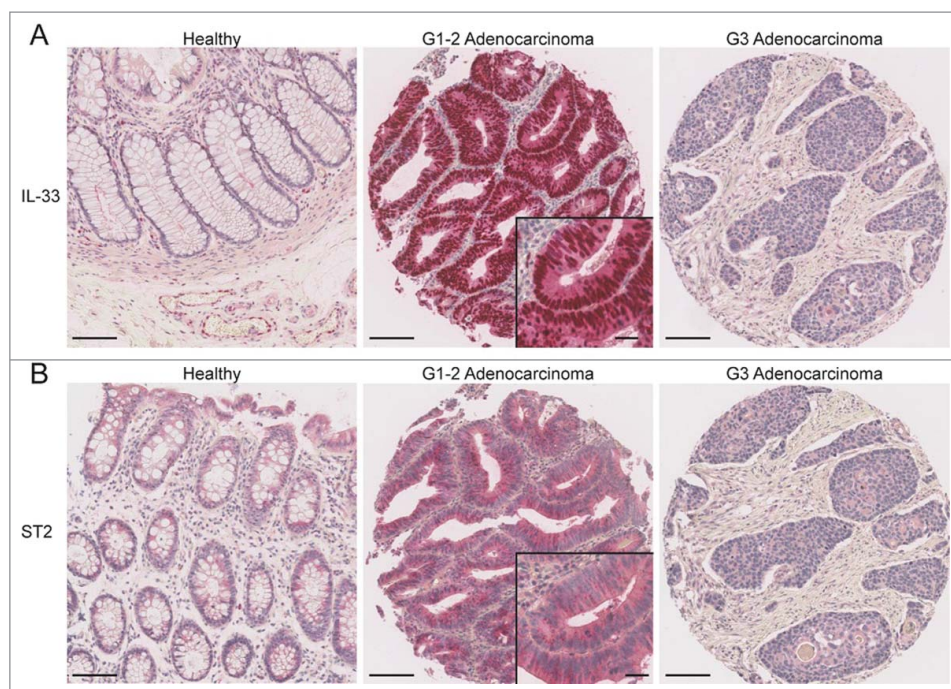 A
Healthy
G1-2 Adenocarcinoma
G3 Adenocarcinoma
IL-33
B
Healthy
G1-2 Adenocarcinoma
G3 Adenocarcinoma
ST2